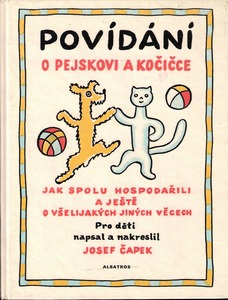 POVÍDÁNÍ
O PEJSKOVI A KOČIČCE
JAK SPOLU HOSPODAŘILI
A JEŠTĚ
O VŠELIJAKÝCH JINÝCH VĚCECH
Pro děti
napsal a nakreslil
JOSEF ČAPEK
ALBATROS